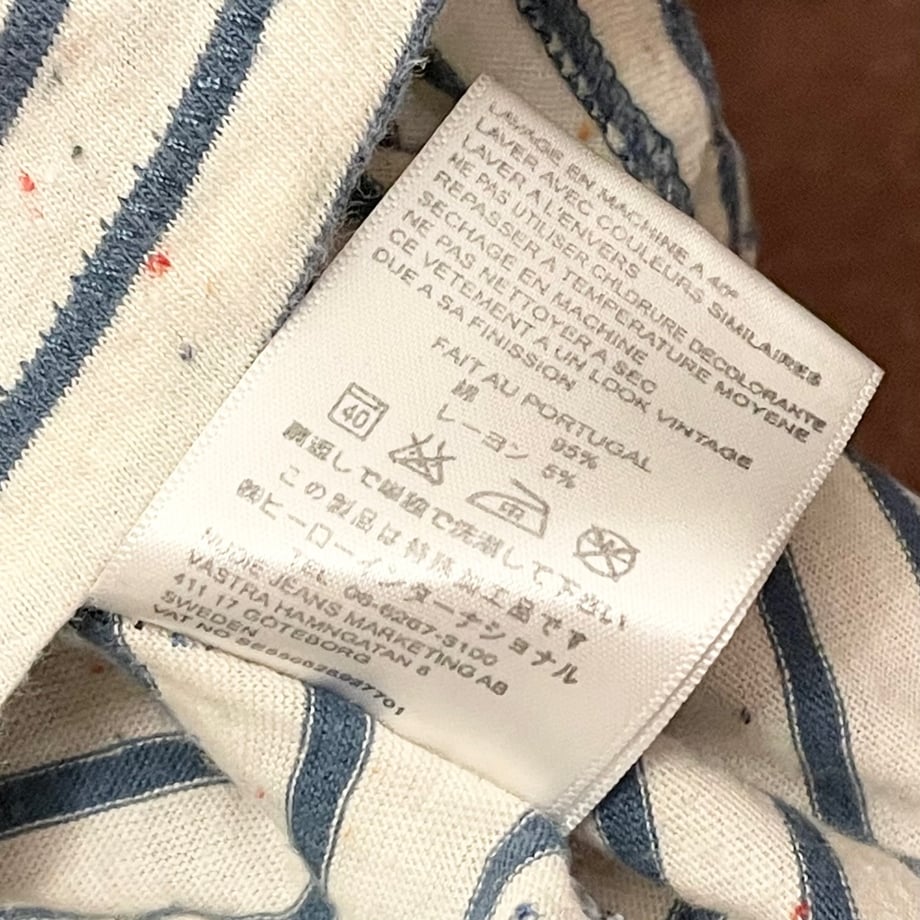 LAVAGE EN MACHINE A 40°
LAVER AVEC COULEURS SIMILAIRES
LAVER A L'ENVERS
NE PAS UTILISER CHLDRURE DECOLORANTE
REPASSER A TEMPERATURE MOYENE
SECHAGE EN MACHINE
NE PAS NETTOYER A SEC
CE VETEMENT A UN LOOK VINTAGE
DUE A SA FINISSION
FAIT AU PORTUGAL
綿 95%
レーヨン 5%
40
裏返しで単独で洗濯して下さい
この製品は特殊加工品です
㈱ヒーローインターナショナル
TEL 06-6267-5100
NUDIE JEANS MARKETING AB
VASTRA HAMNGATAN 6
411 17 GOTEBORG
SWEDEN
VAT NO